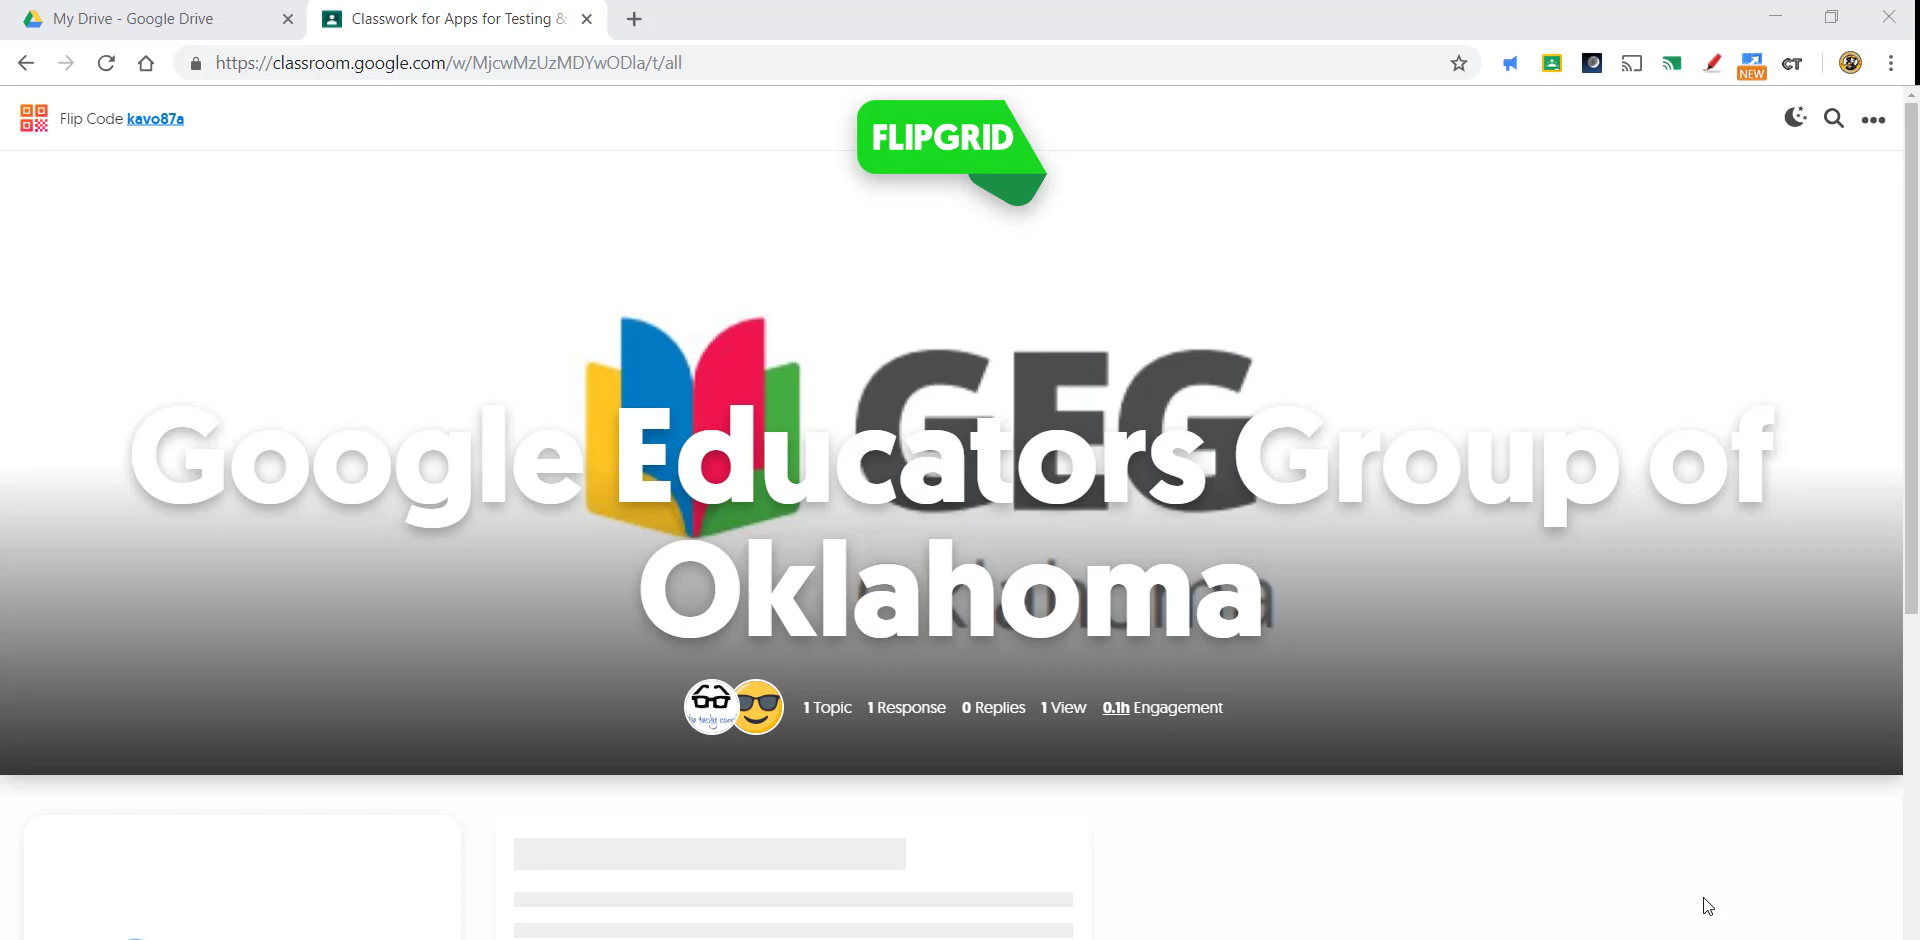 My Drive - Google Drive
Classwork for Apps for Testing &
https://classroom.google.com/w/MjcwMzUzMDYwODla/t/all
NEW
CT
Flip Code kavo87a
FLIPGRID
GEG
Google Educators Group of
Oklahoma
1 Topic 1 Response 0 Replies 1 View 0.1h Engagement